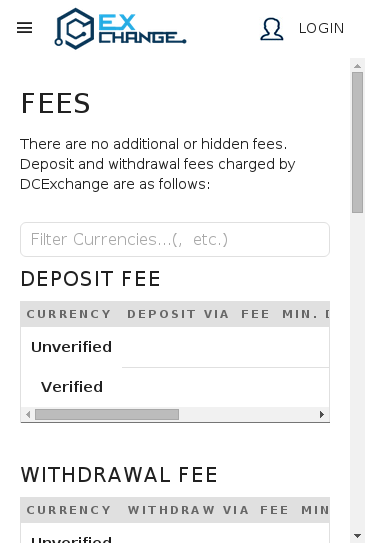 EX
CHANGE
LOGIN
FEES
There are no additional or hidden fees.
Deposit and withdrawal fees charged by
DCExchange are as follows:
Filter Currencies...(,  etc.)
DEPOSIT FEE
CURRENCY DEPOSIT VIA FEE MIN. D
Unverified
Verified
WITHDRAWAL FEE
CURRENCY WITHDRAW VIA FEE MIN
Unverified